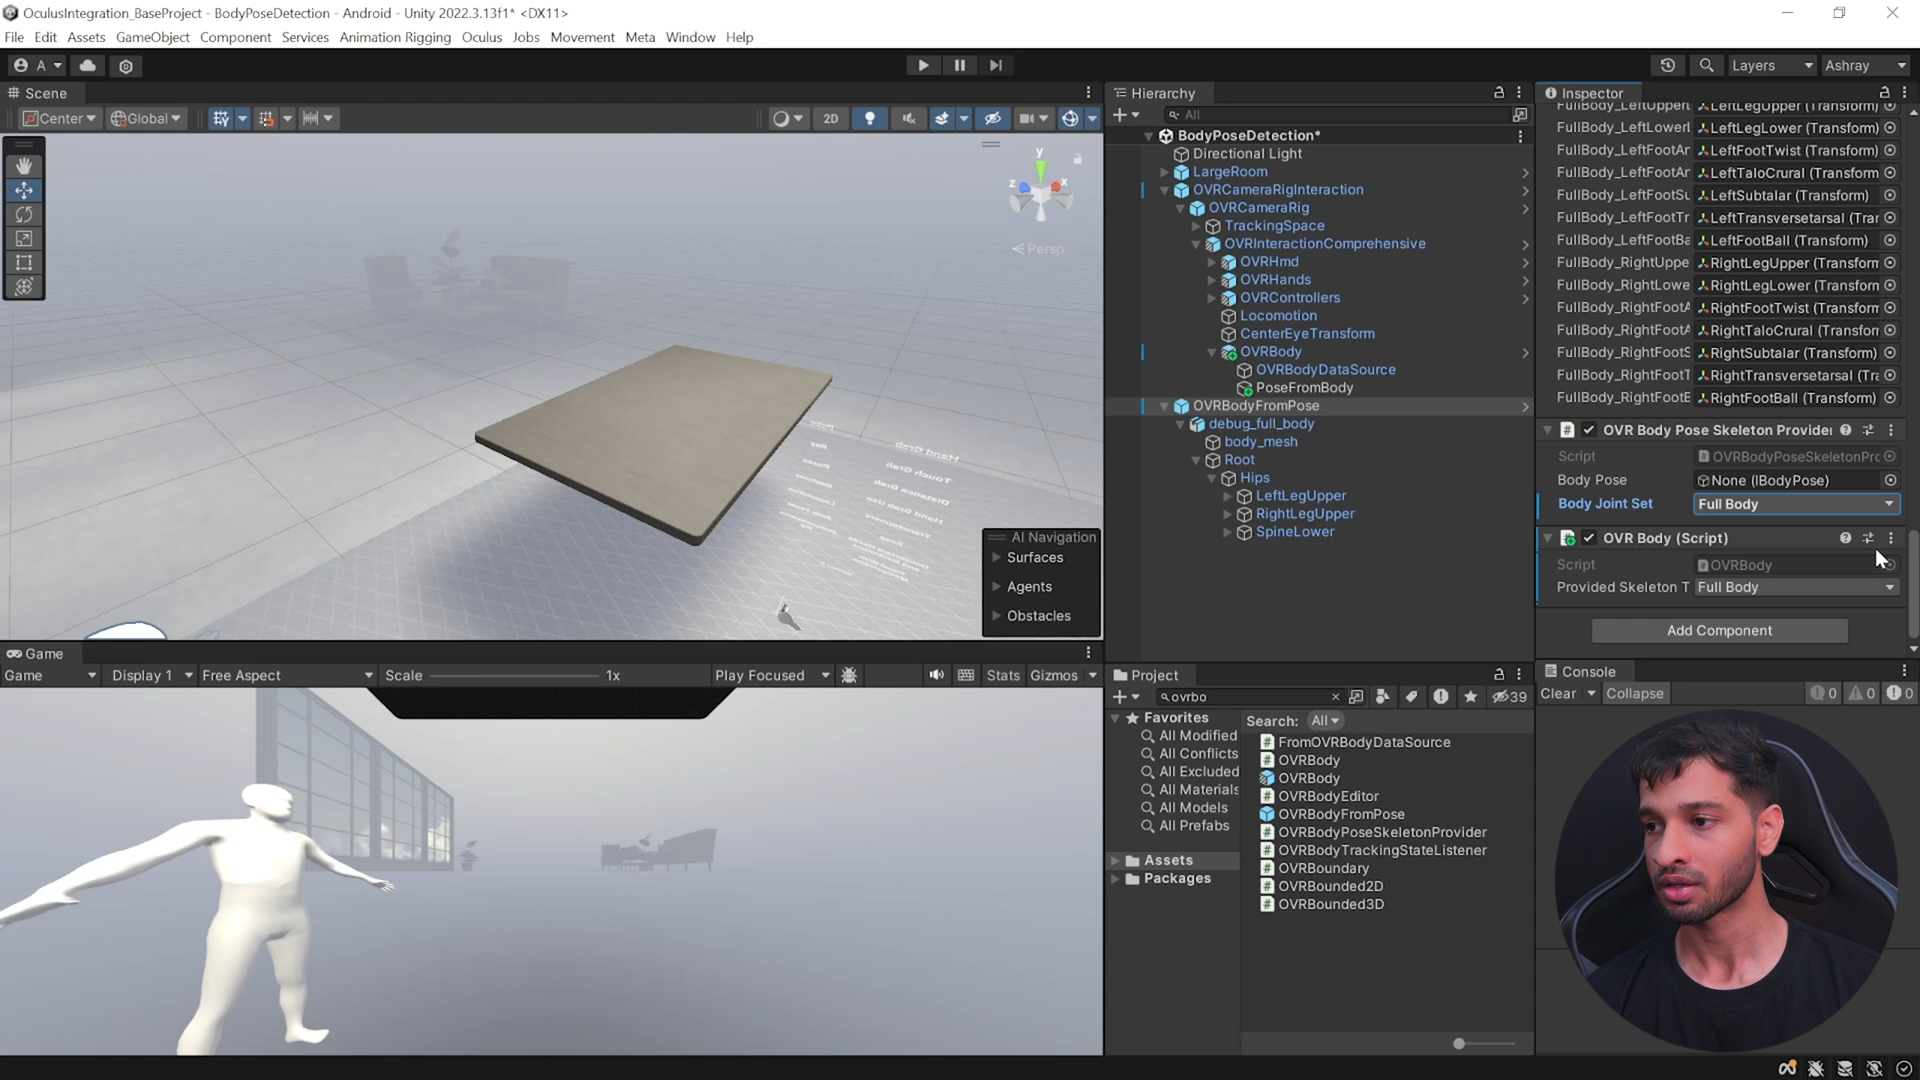 OculusIntegration_BaseProject - BodyPoseDetection - Android - Unity 2022.3.13f1* <DX11>
File Edit Assets GameObject Component Services Animation Rigging Oculus Jobs Movement Meta Window Help
A
Layers
Ashray
Scene
Center
Global
2D
y
z
x
Persp
AI Navigation
Surfaces
Agents
Obstacles
Hierarchy
All
BodyPoseDetection*
Directional Light
LargeRoom
OVRCameraRigInteraction
OVRCameraRig
TrackingSpace
OVRInteractionComprehensive
OVRHmd
OVRHands
OVRControllers
Locomotion
CenterEyeTransform
OVRBody
OVRBodyDataSource
PoseFromBody
OVRBodyFromPose
debug_full_body
body_mesh
Root
Hips
LeftLegUpper
RightLegUpper
SpineLower
Inspector
FullBody_LeftUpperL LeftLegUpper (Transform)
FullBody_LeftLowerL LeftLegLower (Transform)
FullBody_LeftFootAr LeftFootTwist (Transform)
FullBody_LeftFootAr LeftTaloCrural (Transform
FullBody_LeftFootSu LeftSubtalar (Transform)
FullBody_LeftFootTr LeftTransversetarsal (Trar
FullBody_LeftFootBa LeftFootBall (Transform)
FullBody_RightUppe RightLegUpper (Transform
FullBody_RightLowe RightLegLower (Transform
FullBody_RightFootA RightFootTwist (Transform
FullBody_RightFootA RightTaloCrural (Transfor
FullBody_RightFootS RightSubtalar (Transform)
FullBody_RightFootT RightTransversetarsal (Tra
FullBody_RightFootE RightFootBall (Transform)
OVR Body Pose Skeleton Provider
Script OVRBodyPoseSkeletonPro
Body Pose None (IBodyPose)
Body Joint Set Full Body
OVR Body (Script)
Script OVRBody
Provided Skeleton T Full Body
Add Component
Game
Game Display 1 Free Aspect Scale 1x Play Focused Stats Gizmos
Project
ovrbo
39
Favorites
All Modified
All Conflicts
All Excluded
All Materials
All Models
All Prefabs
Assets
Packages
Search: All
FromOVRBodyDataSource
OVRBody
OVRBody
OVRBodyEditor
OVRBodyFromPose
OVRBodyPoseSkeletonProvider
OVRBodyTrackingStateListener
OVRBoundary
OVRBounded2D
OVRBounded3D
Console
Clear Collapse 0 0 0